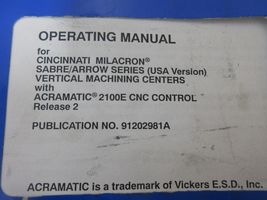 OPERATING MANUAL
for
CINCINNATI MILACRON®
SABRE/ARROW SERIES (USA Version)
VERTICAL MACHINING CENTERS
with
ACRAMATIC® 2100E CNC CONTROL
Release 2
PUBLICATION NO. 91202981A
ACRAMATIC is a trademark of Vickers E.S.D., Inc.